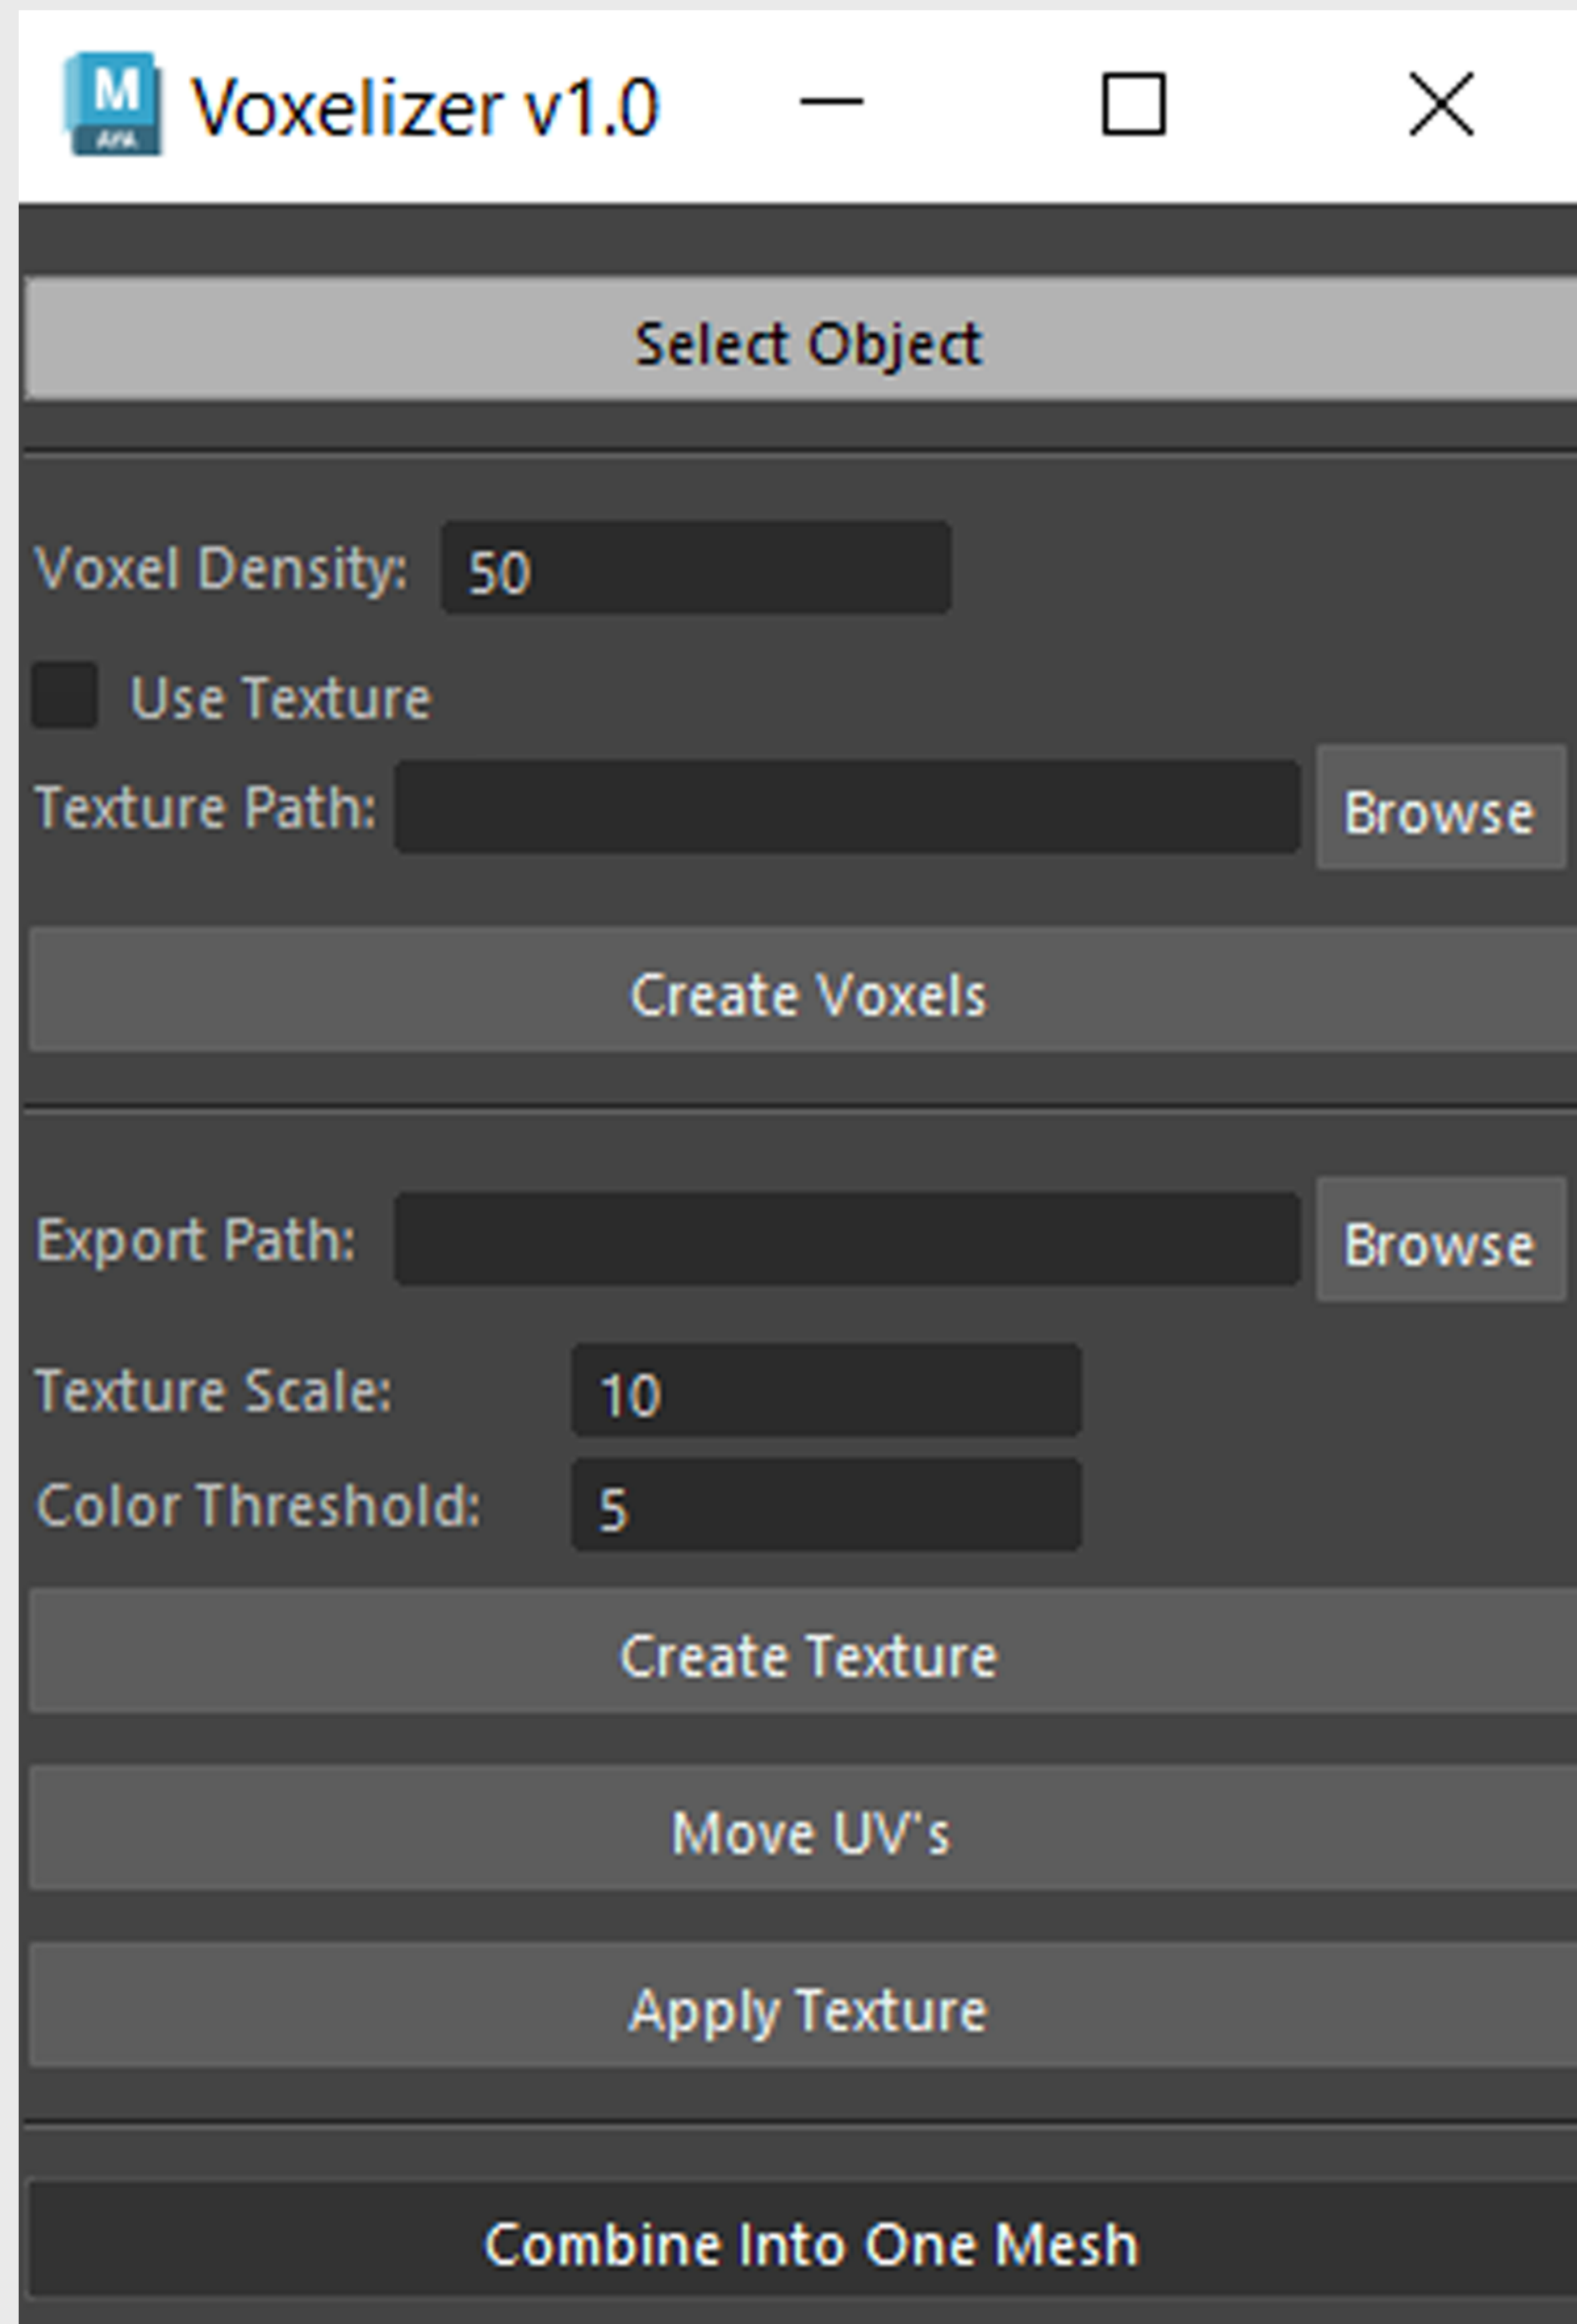 M
Voxelizer v1.0
Select Object
Voxel Density: 50
Use Texture
Texture Path: Browse
Create Voxels
Export Path: Browse
Texture Scale: 10
Color Threshold: 5
Create Texture
Move UV's
Apply Texture
Combine Into One Mesh